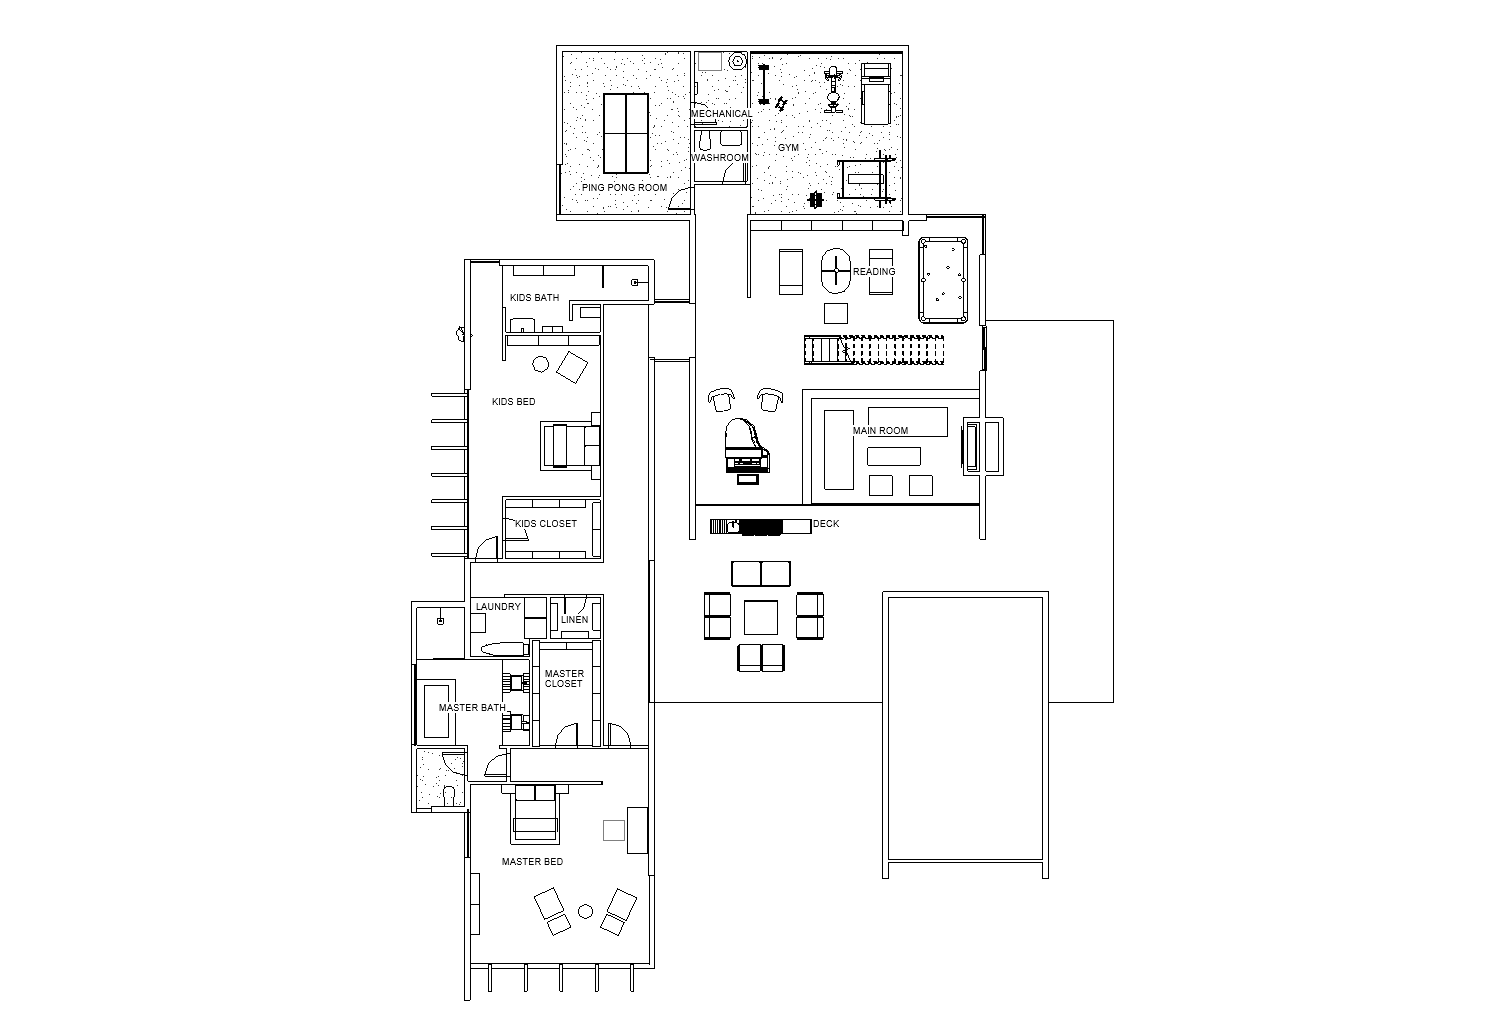 MECHANICAL
GYM
WASHROOM
PING PONG ROOM
READING
KIDS BATH
KIDS BED
MAIN ROOM
KIDS CLOSET
DECK
LAUNDRY
LINEN
MASTER
CLOSET
MASTER BATH
MASTER BED